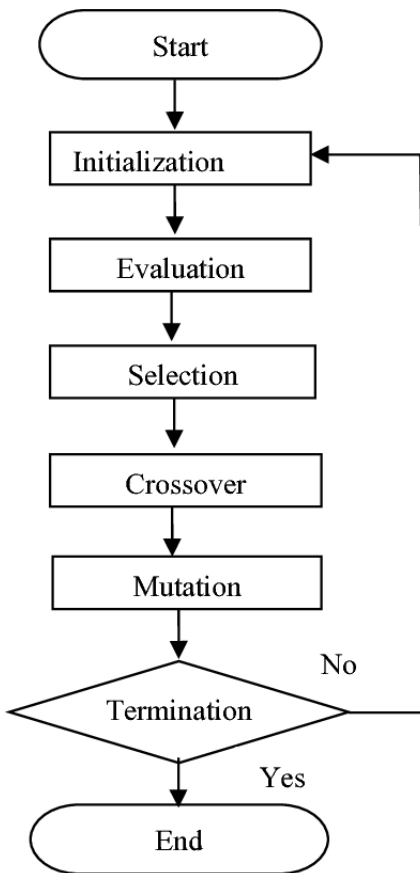 Start
Initialization
Evaluation
Selection
Crossover
Mutation
No
Termination
Yes
End